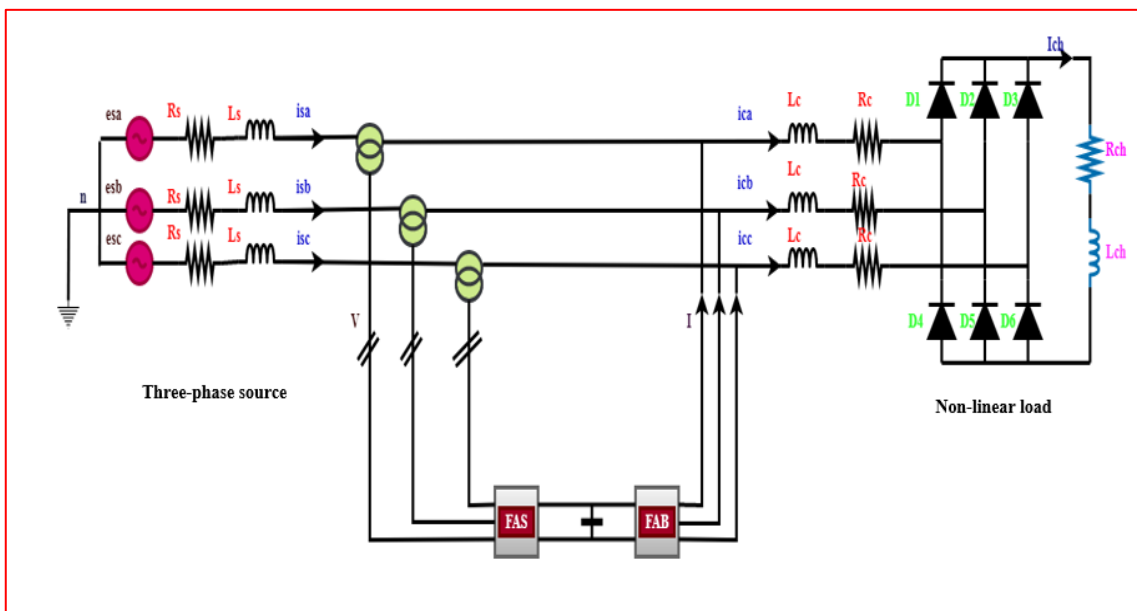 Ich
Lc
Rc
D1
D2
D3
esa
Rs
Ls
isa
ica
Rch
Lc
n
esb
Rs
Ls
isb
icb
Rc
esc
Rs
Ls
isc
icc
Lc
Rc
Lch
V
I
D4
D5
D6
Three-phase source
Non-linear load
FAS
FAB